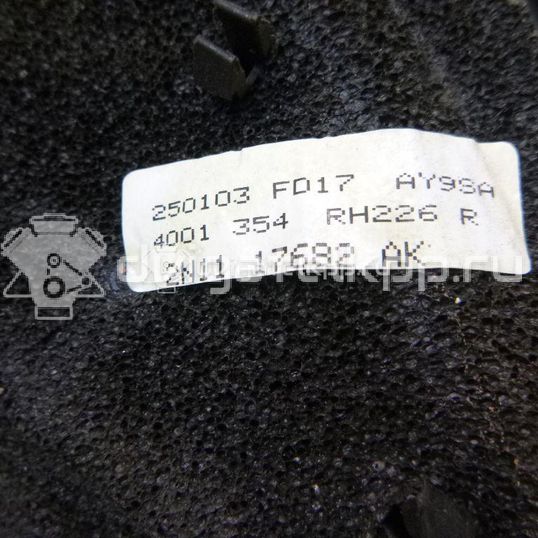 250103 FD17 AY9SA
4001 354 RH226 R
2N11 17682 AK